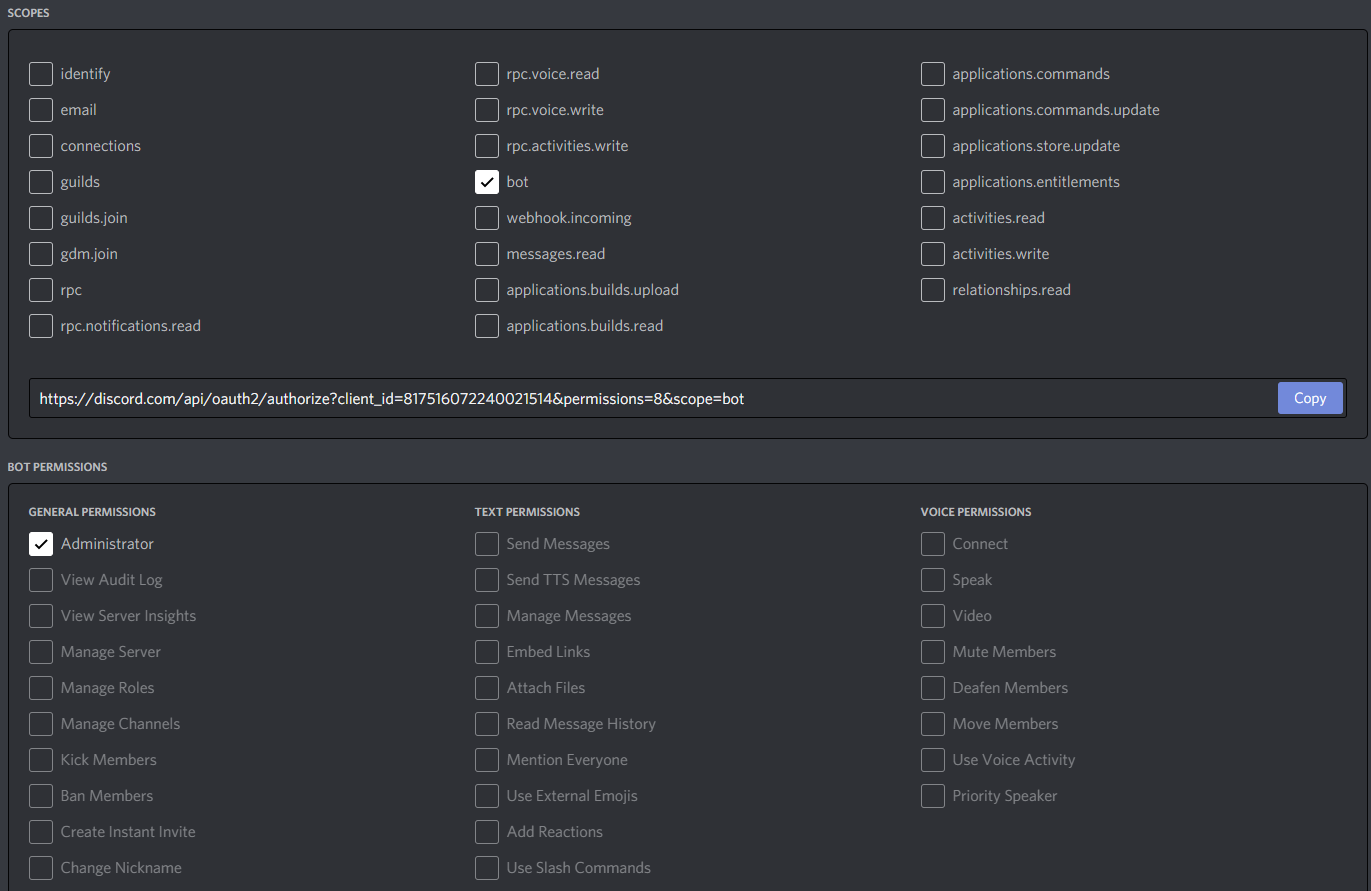 SCOPES
identify
email
connections
guilds
guilds.join
gdm.join
rpc
rpc.notifications.read
rpc.voice.read
rpc.voice.write
rpc.activities.write
bot
webhook.incoming
messages.read
applications.builds.upload
applications.builds.read
applications.commands
applications.commands.update
applications.store.update
applications.entitlements
activities.read
activities.write
relationships.read
https://discord.com/api/oauth2/authorize?client_id=817516072240021514&permissions=8&scope=bot
Copy
BOT PERMISSIONS
GENERAL PERMISSIONS
Administrator
View Audit Log
View Server Insights
Manage Server
Manage Roles
Manage Channels
Kick Members
Ban Members
Create Instant Invite
Change Nickname
TEXT PERMISSIONS
Send Messages
Send TTS Messages
Manage Messages
Embed Links
Attach Files
Read Message History
Mention Everyone
Use External Emojis
Add Reactions
Use Slash Commands
VOICE PERMISSIONS
Connect
Speak
Video
Mute Members
Deafen Members
Move Members
Use Voice Activity
Priority Speaker